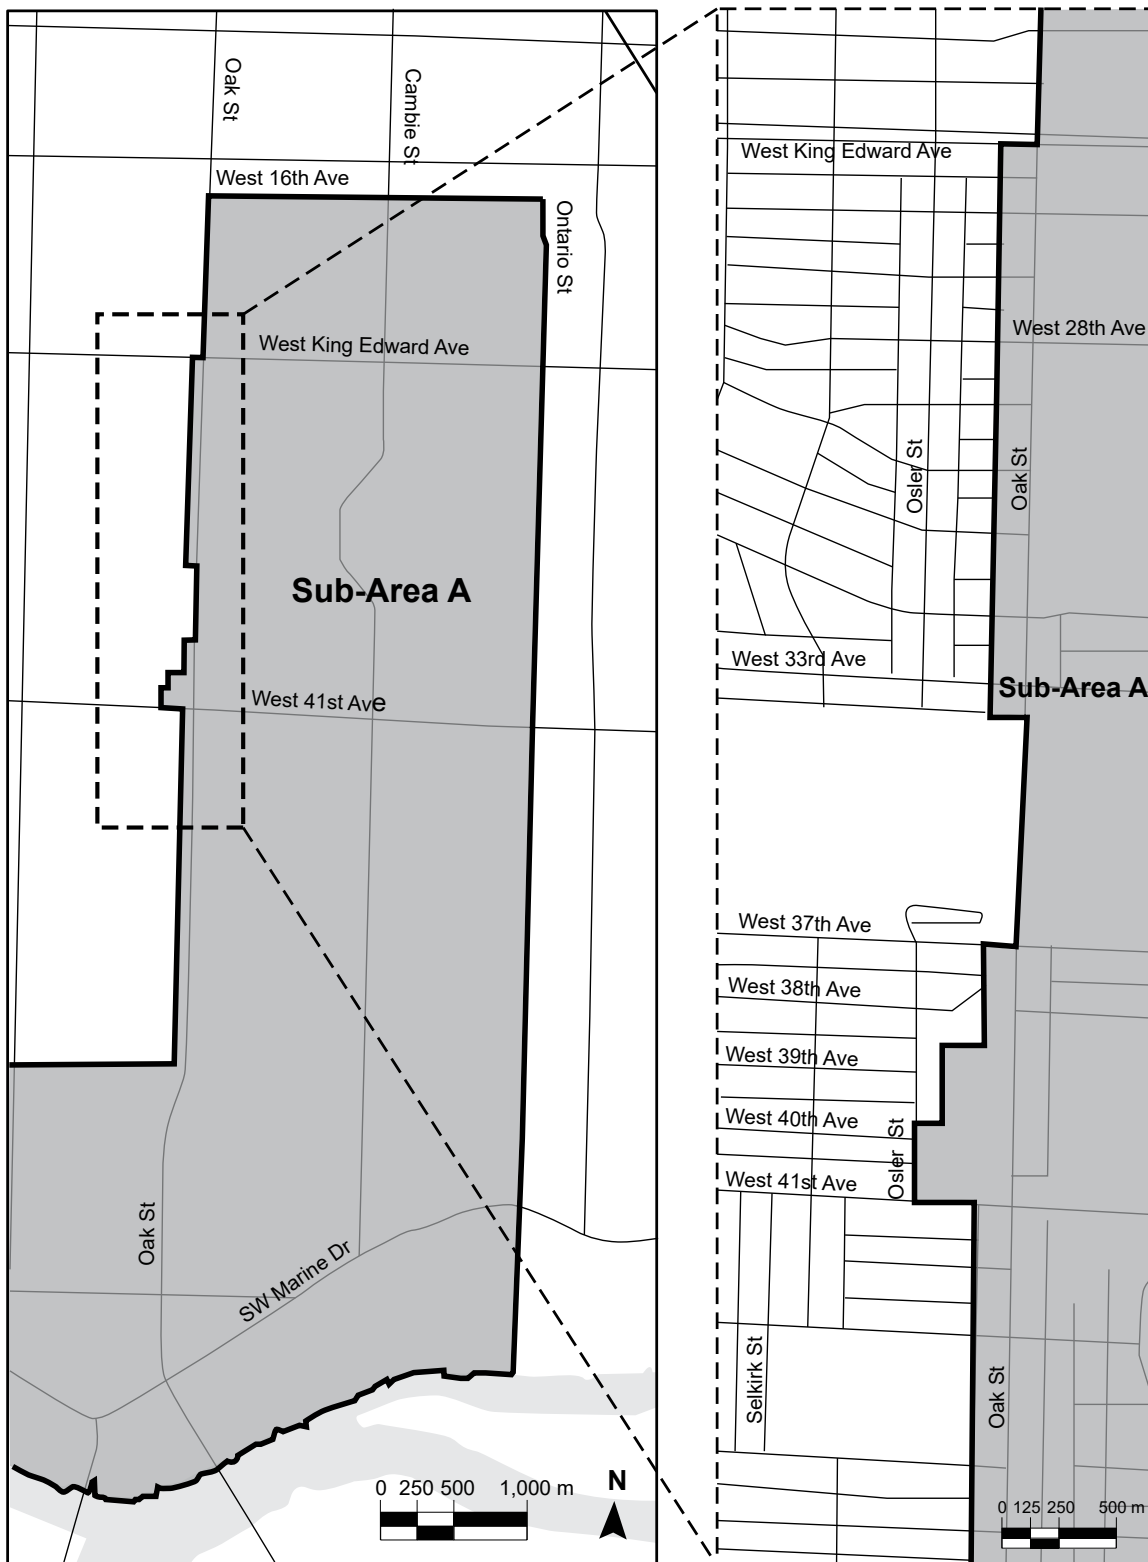 Oak St
Cambie St
West 16th Ave
Ontario St
West King Edward Ave
Sub-Area A
West 41st Ave
Oak St
SW Marine Dr
0 250 500 1,000 m
N
West King Edward Ave
West 28th Ave
Osler St
Oak St
West 33rd Ave
Sub-Area A
West 37th Ave
West 38th Ave
West 39th Ave
West 40th Ave
Osler St
West 41st Ave
Selkirk St
Oak St
0 125 250 500 m